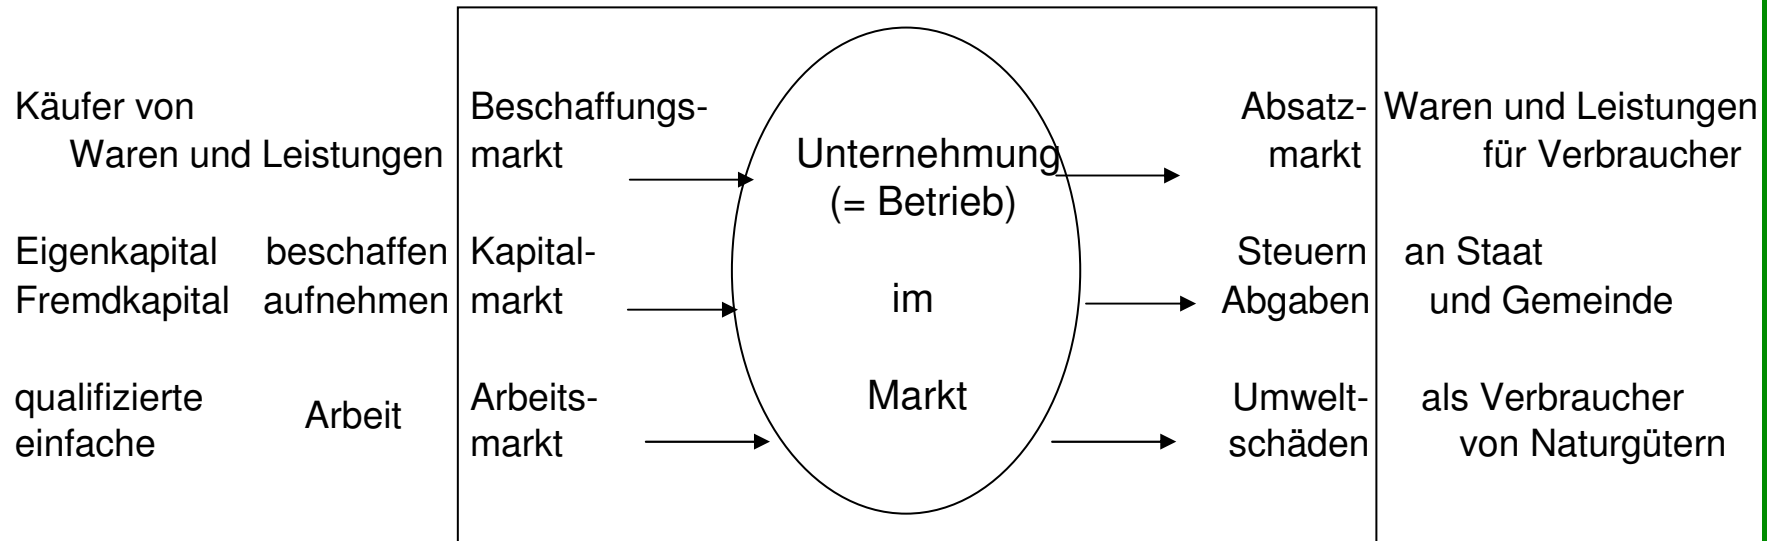 Käufer von Beschaffungs- Absatz- Waren und Leistungen
Waren und Leistungen markt Unternehmung markt für Verbraucher
(= Betrieb)
Eigenkapital beschaffen Kapital- Steuern an Staat
Fremdkapital aufnehmen markt im Abgaben und Gemeinde
qualifizierte Arbeit Arbeits- Markt Umwelt- als Verbraucher
einfache markt schäden von Naturgütern